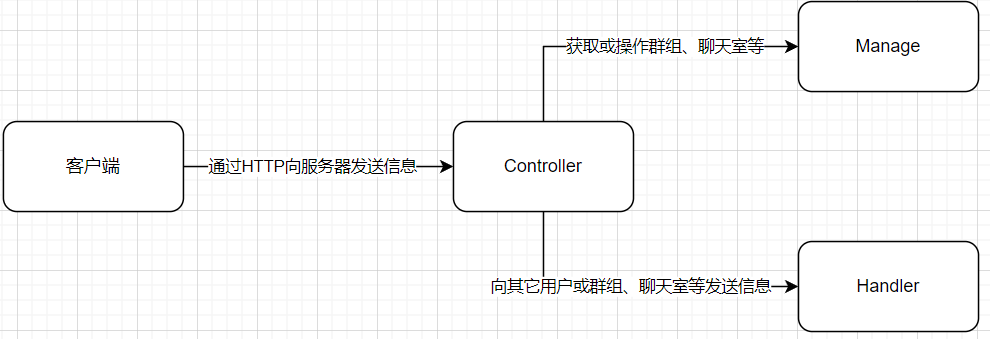 获取或操作群组、聊天室等
Manage
客户端
通过HTTP向服务器发送信息
Controller
向其它用户或群组、聊天室等发送信息
Handler